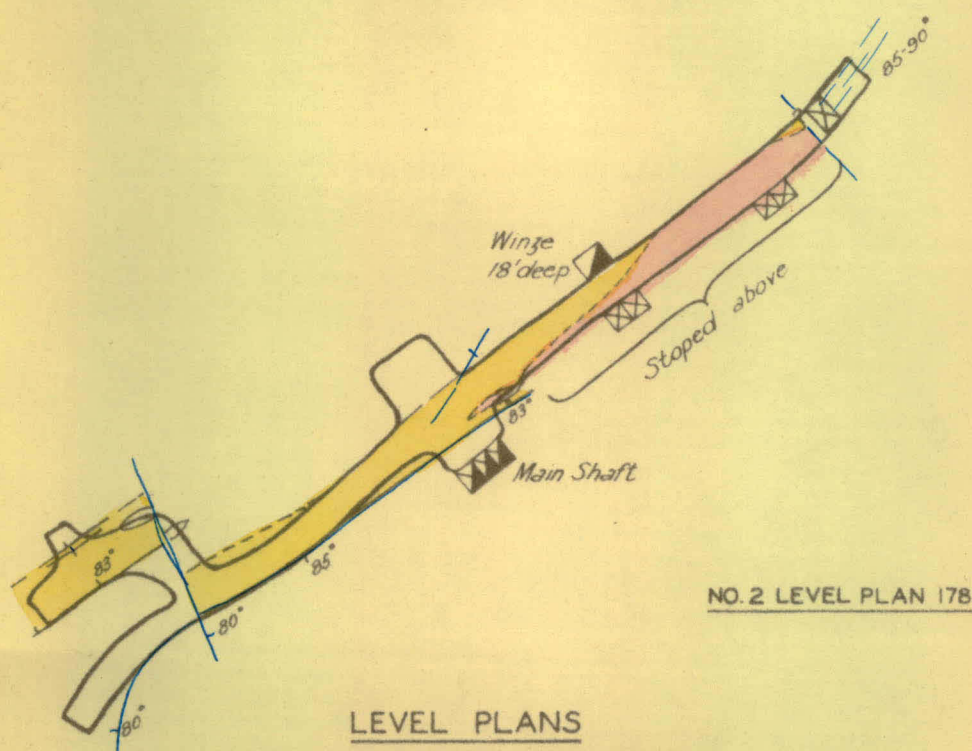 85-90°
Winze
18' deep
Stoped above
83°
Main Shaft
83°
85°
80°
NO. 2 LEVEL PLAN 178
80°
LEVEL PLANS